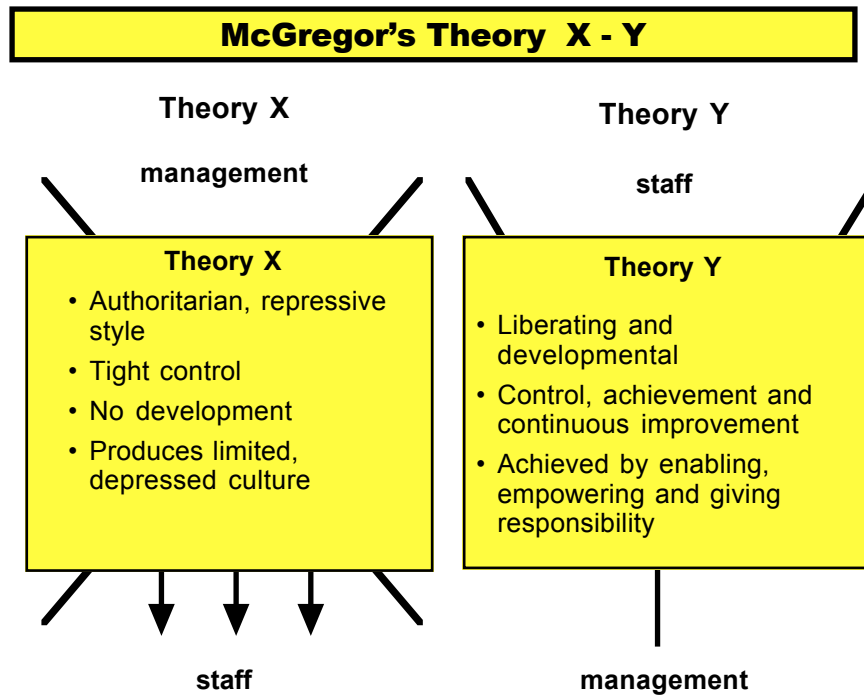 McGregor's Theory X - Y
Theory X
management
Theory X
• Authoritarian, repressive
style
• Tight control
• No development
• Produces limited,
depressed culture
staff
Theory Y
staff
Theory Y
• Liberating and
developmental
• Control, achievement and
continuous improvement
• Achieved by enabling,
empowering and giving
responsibility
management